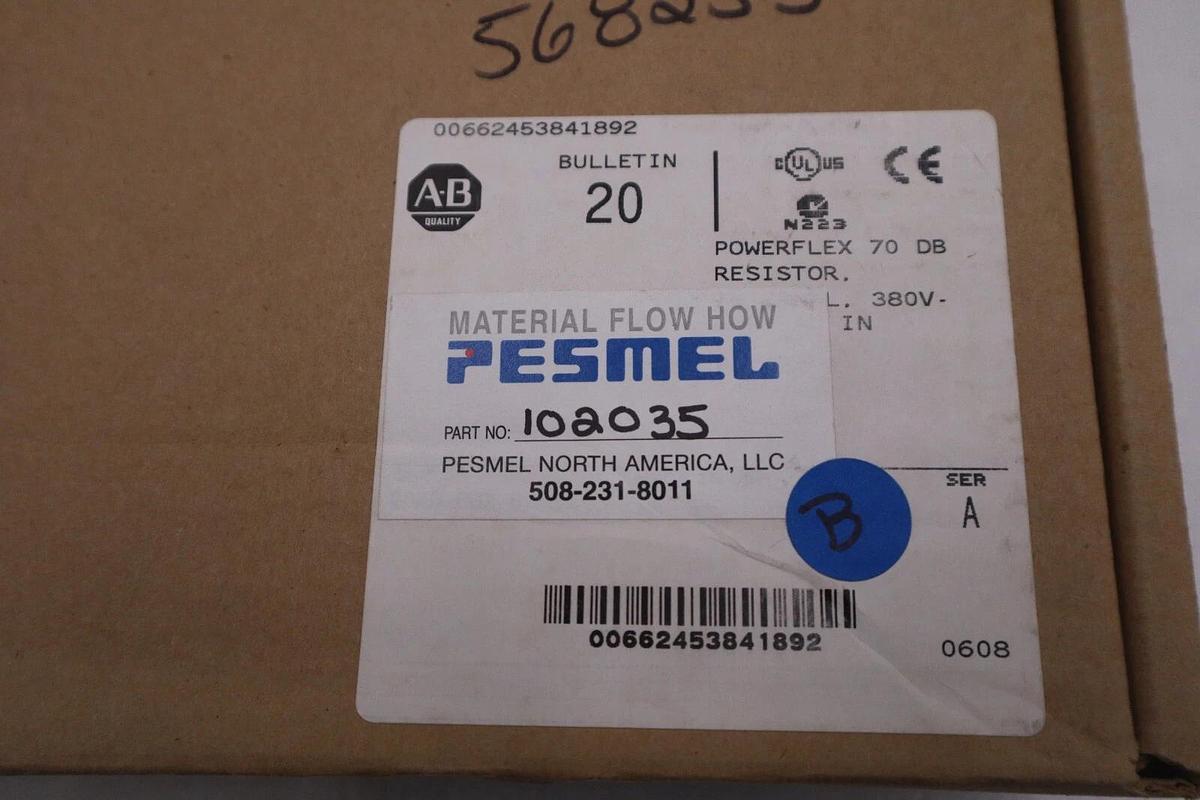 00662453841892
A-B
QUALITY
BULLETIN
20
C UL US
CE
N223
POWERFLEX 70 DB
RESISTOR.
L. 380V-
IN
MATERIAL FLOW HOW
PESMEL
PART NO: 102035
PESMEL NORTH AMERICA, LLC
508-231-8011
B
SER
A
00662453841892
0608